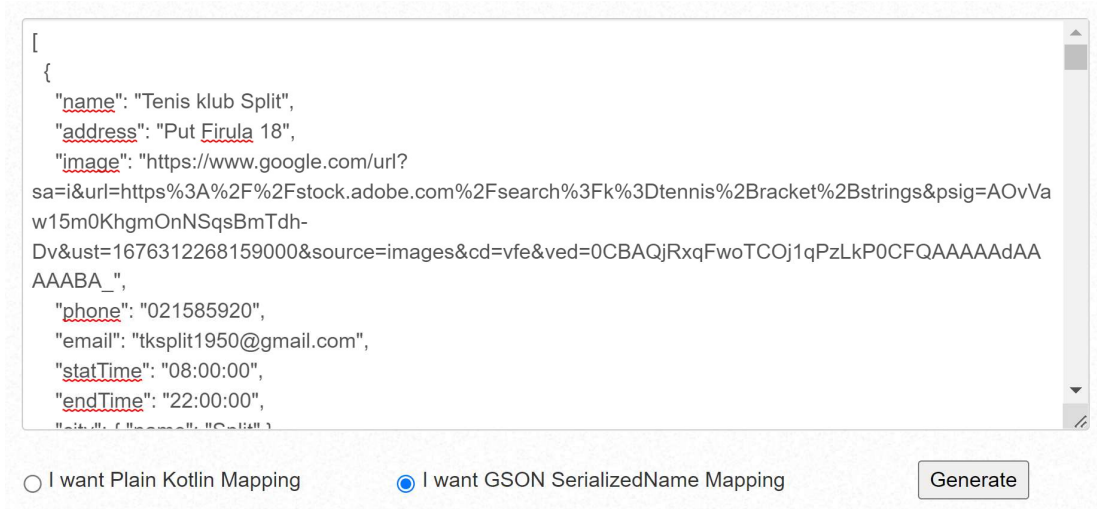 [
{
"name": "Tenis klub Split",
"address": "Put Firula 18",
"image": "https://www.google.com/url?
sa=i&url=https%3A%2F%2Fstock.adobe.com%2Fsearch%3Fk%3Dtennis%2Bracket%2Bstrings&psig=AOvVa
w15m0KhgmOnNSqsBmTdh-
Dv&ust=1676312268159000&source=images&cd=vfe&ved=0CBAQjRxqFwoTCOj1qPzLkP0CFQAAAAAdAA
AAABA_",
"phone": "021585920",
"email": "tksplit1950@gmail.com",
"statTime": "08:00:00",
"endTime": "22:00:00",
"city": { "name": "Split" }
I want Plain Kotlin Mapping
I want GSON SerializedName Mapping
Generate